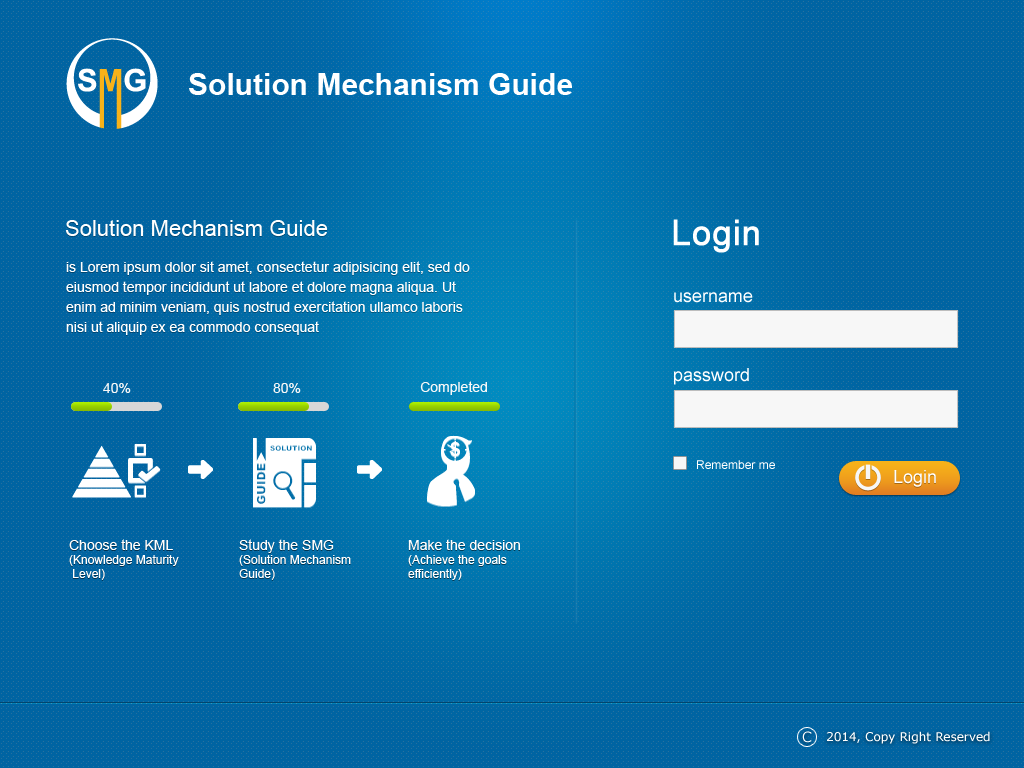 SMG
Solution Mechanism Guide
Solution Mechanism Guide
is Lorem ipsum dolor sit amet, consectetur adipisicing elit, sed do
eiusmod tempor incididunt ut labore et dolore magna aliqua. Ut
enim ad minim veniam, quis nostrud exercitation ullamco laboris
nisi ut aliquip ex ea commodo consequat
40%
80%
Completed
SOLUTION
GUIDE
$
Choose the KML
(Knowledge Maturity
Level)
Study the SMG
(Solution Mechanism
Guide)
Make the decision
(Achieve the goals
efficiently)
Login
username
password
Remember me
Login
© 2014, Copy Right Reserved